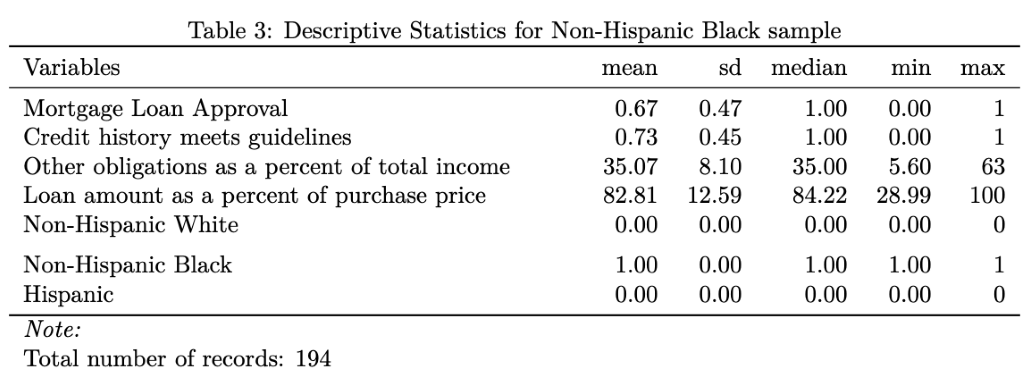 Table 3: Descriptive Statistics for Non-Hispanic Black sample
Variables mean sd median min max
Mortgage Loan Approval 0.67 0.47 1.00 0.00 1
Credit history meets guidelines 0.73 0.45 1.00 0.00 1
Other obligations as a percent of total income 35.07 8.10 35.00 5.60 63
Loan amount as a percent of purchase price 82.81 12.59 84.22 28.99 100
Non-Hispanic White 0.00 0.00 0.00 0.00 0
Non-Hispanic Black 1.00 0.00 1.00 1.00 1
Hispanic 0.00 0.00 0.00 0.00 0
Note:
Total number of records: 194